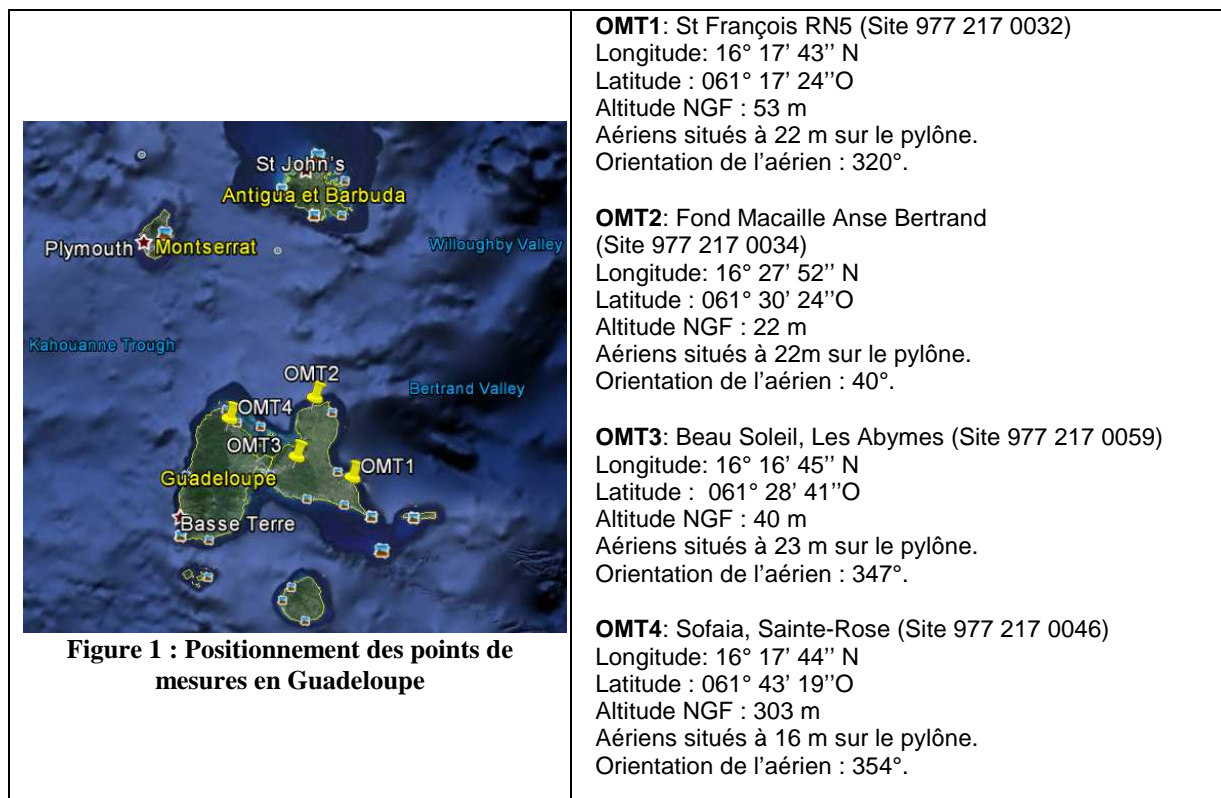 St John's
Antigua et Barbuda
Plymouth
Montserrat
Willoughby Valley
Kahouanne Trough
OMT2
Bertrand Valley
OMT4
OMT3
OMT1
Guadeloupe
Basse Terre
Figure 1 : Positionnement des points de
mesures en Guadeloupe
OMT1: St François RN5 (Site 977 217 0032)
Longitude: 16° 17' 43'' N
Latitude : 061° 17' 24''O
Altitude NGF : 53 m
Aériens situés à 22 m sur le pylône.
Orientation de l'aérien : 320°.
OMT2: Fond Macaille Anse Bertrand
(Site 977 217 0034)
Longitude: 16° 27' 52'' N
Latitude : 061° 30' 24''O
Altitude NGF : 22 m
Aériens situés à 22m sur le pylône.
Orientation de l'aérien : 40°.
OMT3: Beau Soleil, Les Abymes (Site 977 217 0059)
Longitude: 16° 16' 45'' N
Latitude : 061° 28' 41''O
Altitude NGF : 40 m
Aériens situés à 23 m sur le pylône.
Orientation de l'aérien : 347°.
OMT4: Sofaia, Sainte-Rose (Site 977 217 0046)
Longitude: 16° 17' 44'' N
Latitude : 061° 43' 19''O
Altitude NGF : 303 m
Aériens situés à 16 m sur le pylône.
Orientation de l'aérien : 354°.